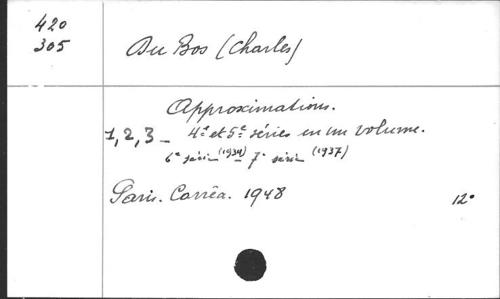 420
305
Du Bos (Charles)
Approximations.
1, 2, 3 - 4e et 5e séries en un volume.
6e série (1934) - 7e série (1937)
Paris. Corrêa. 1948
12°